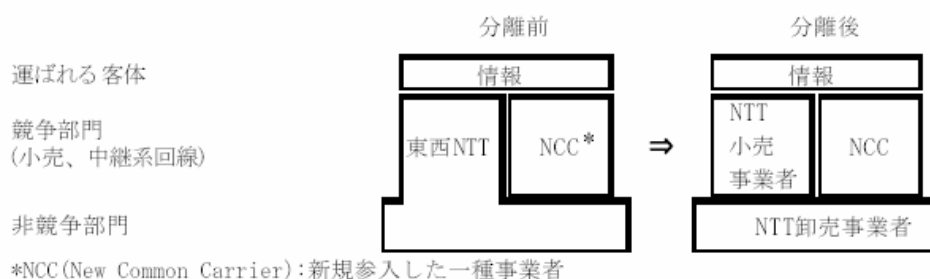 分離前 分離後
運ばれる客体 情報 情報
競争部門
(小売、中継系回線)
東西NTT NCC* ⇒
NTT
小売
事業者
NCC
非競争部門 NTT卸売事業者
*NCC(New Common Carrier):新規参入した一種事業者